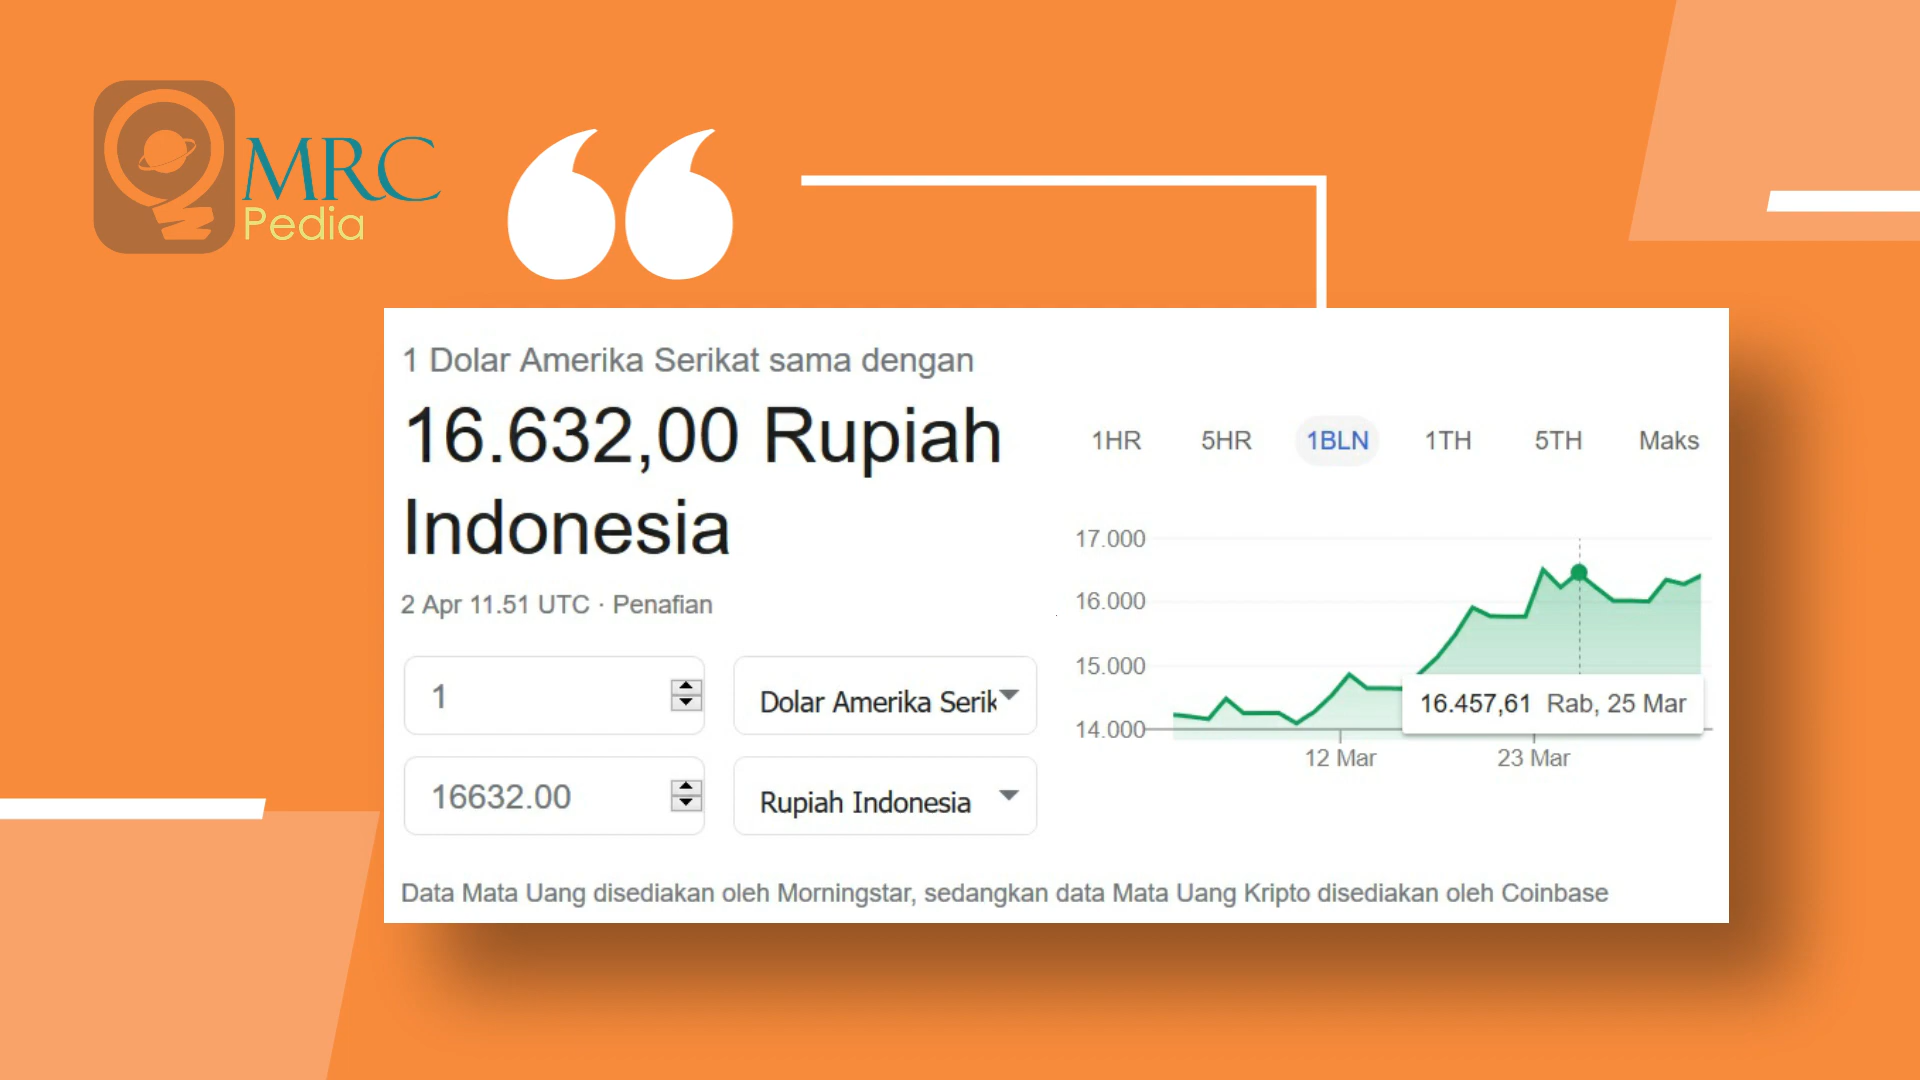 MRC
Pedia
1 Dolar Amerika Serikat sama dengan
16.632,00 Rupiah
Indonesia
2 Apr 11.51 UTC · Penafian
1
Dolar Amerika Serik
16632.00
Rupiah Indonesia
1HR 5HR 1BLN 1TH 5TH Maks
17.000
16.000
15.000
14.000
16.457,61 Rab, 25 Mar
12 Mar 23 Mar
Data Mata Uang disediakan oleh Morningstar, sedangkan data Mata Uang Kripto disediakan oleh Coinbase